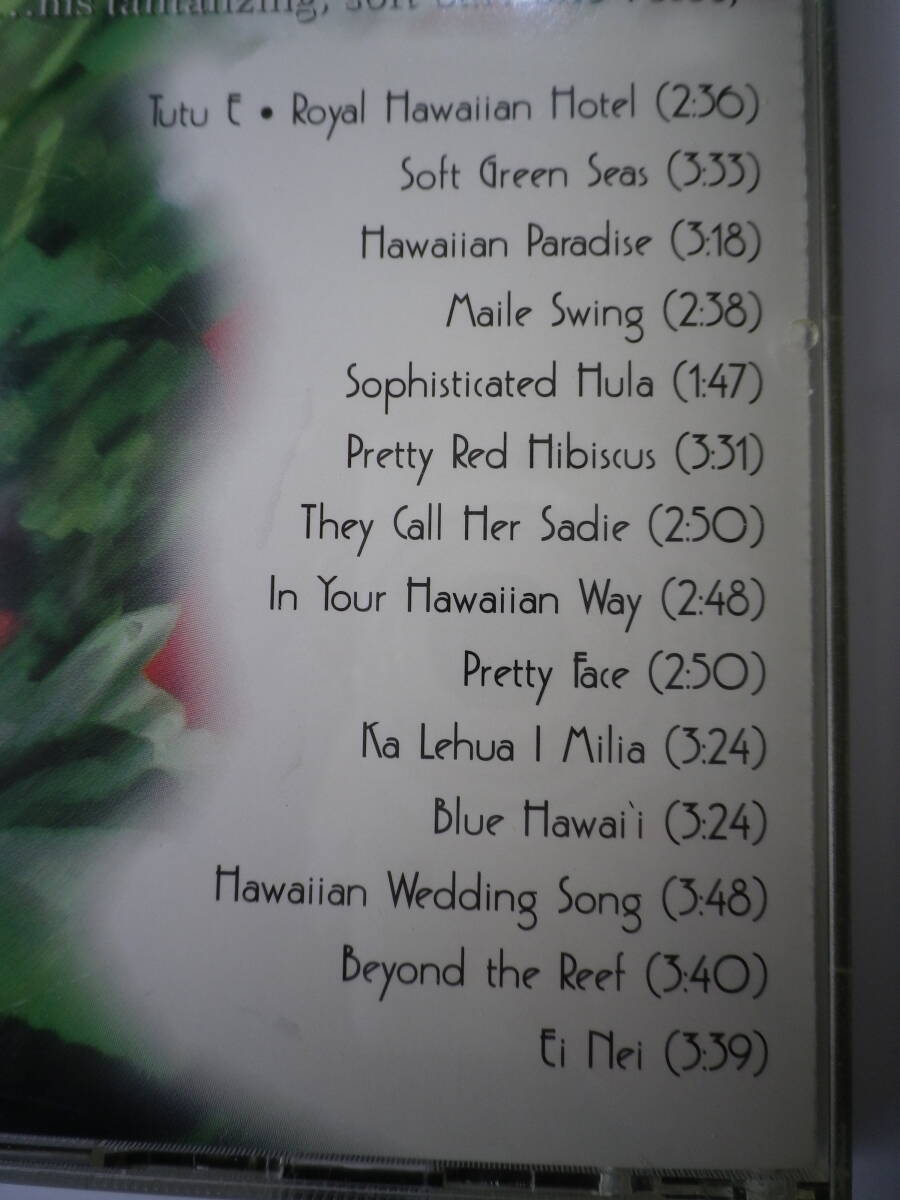 ...his tantalizing, soft
Tutu E • Royal Hawaiian Hotel (2:36)
Soft Green Seas (3:33)
Hawaiian Paradise (3:18)
Maile Swing (2:38)
Sophisticated Hula (1:47)
Pretty Red Hibiscus (3:31)
They Call Her Sadie (2:50)
In Your Hawaiian Way (2:48)
Pretty Face (2:50)
Ka Lehua I Milia (3:24)
Blue Hawai`i (3:24)
Hawaiian Wedding Song (3:48)
Beyond the Reef (3:40)
Ei Nei (3:39)